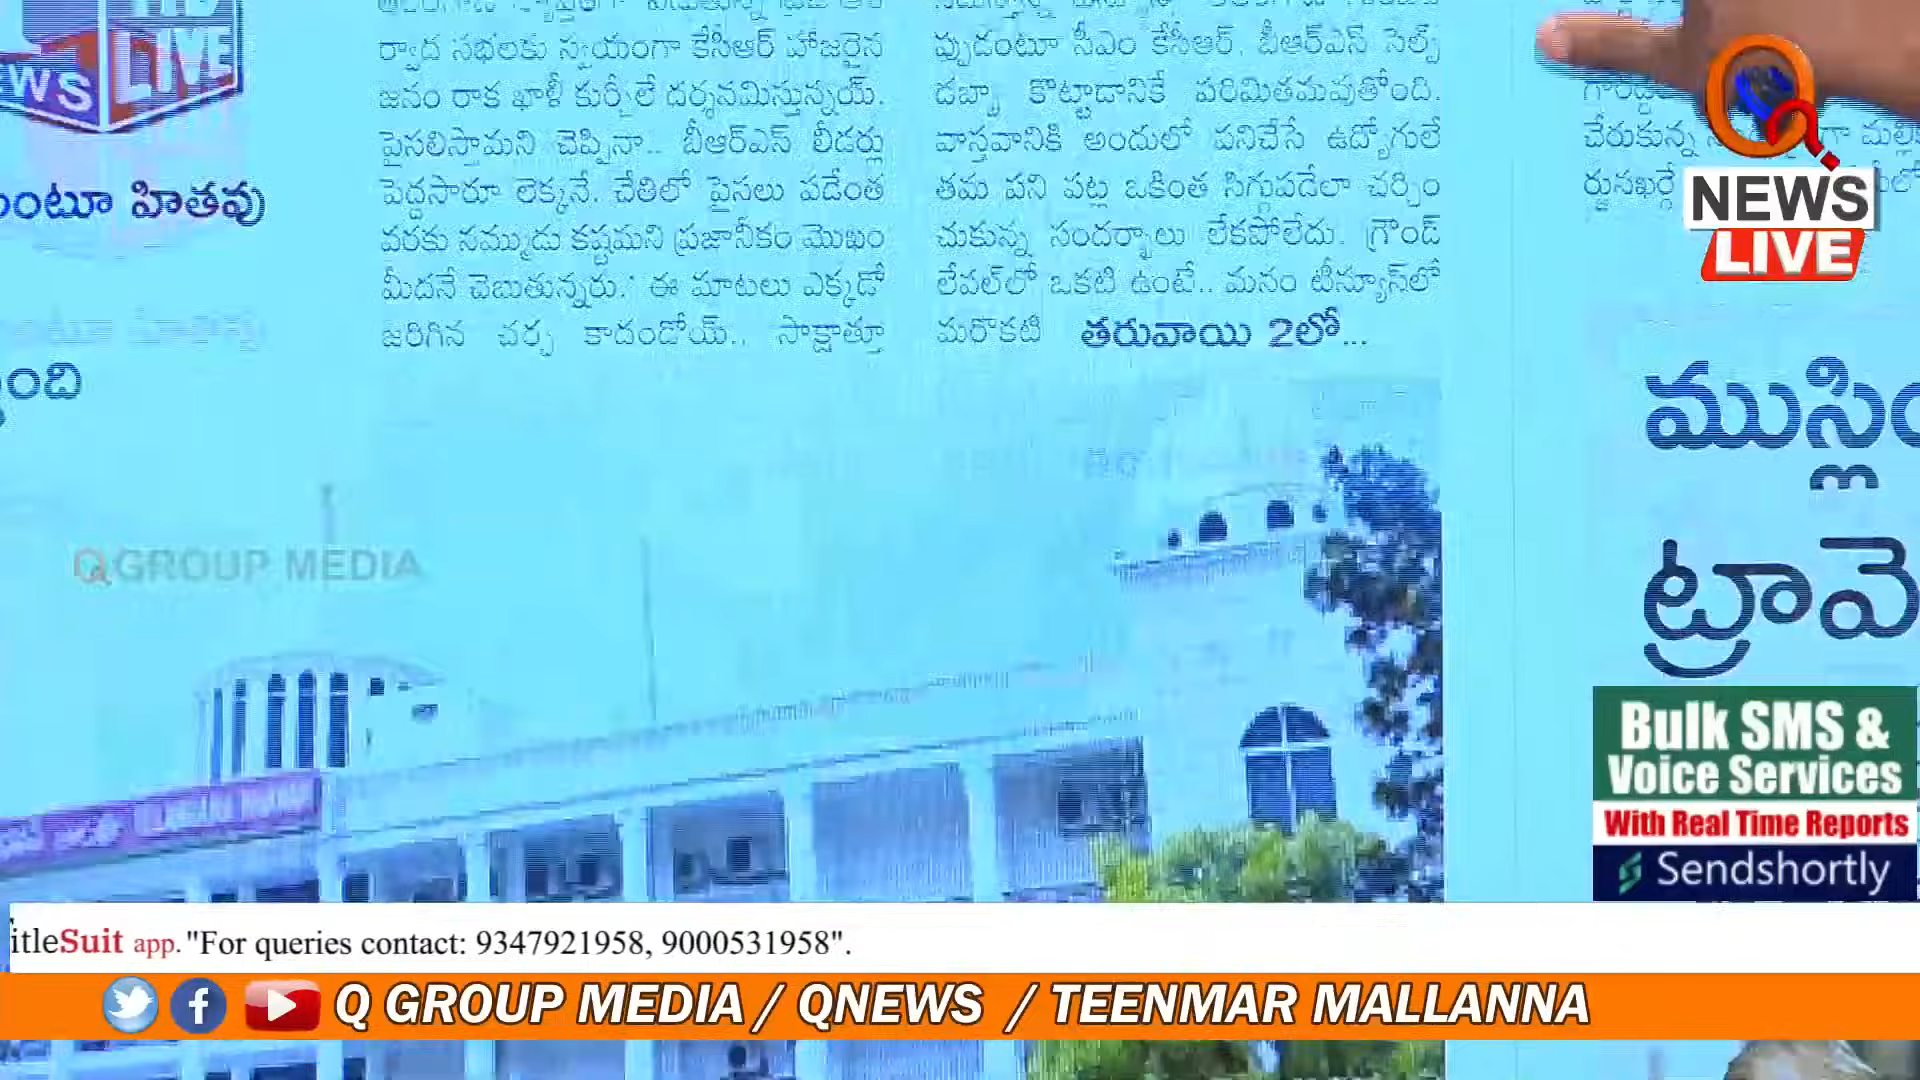 ర్వాద సభలకు స్వయంగా కేసీఆర్ హాజరైన
జనం రాక ఖాళీ కుర్చీలే దర్శనమిస్తున్నయ్.
పైసలిస్తామని చెప్పినా.. బీఆర్ఎస్ లీడర్లు
పెద్దసారూ లెక్కనే. చేతిలో పైసలు పడేంత
వరకు నమ్ముడు కష్టమని ప్రజానీకం మొఖం
మీదనే చెబుతున్నరు.' ఈ మాటలు ఎక్కడో
జరిగిన చర్చ కాదండోయ్.. సాక్షాత్తూ
ప్పుడంటూ సీఎం కేసీఆర్, బీఆర్ఎస్ సెల్ఫ్
డబ్బా కొట్టాడానికే పరిమితమవుతోంది.
వాస్తవానికి అందులో పనిచేసే ఉద్యోగులే
తమ పని పట్ల ఒకింత సిగ్గుపడేలా చర్చిం
చుకున్న సందర్భాలు లేకపోలేదు. గ్రౌండ్
లేవల్‌లో ఒకటి ఉంటే.. మనం టీన్యూస్‌లో
మరొకటి తరువాయి 2లో...
హితవు
LIVE
EWS
చేరుకున్న
NEWS
LIVE
Q GROUP MEDIA
Bulk SMS &
Voice Services
With Real Time Reports
Sendshortly
itleSuit app. "For queries contact: 9347921958, 9000531958".
Q GROUP MEDIA / QNEWS / TEENMAR MALLANNA